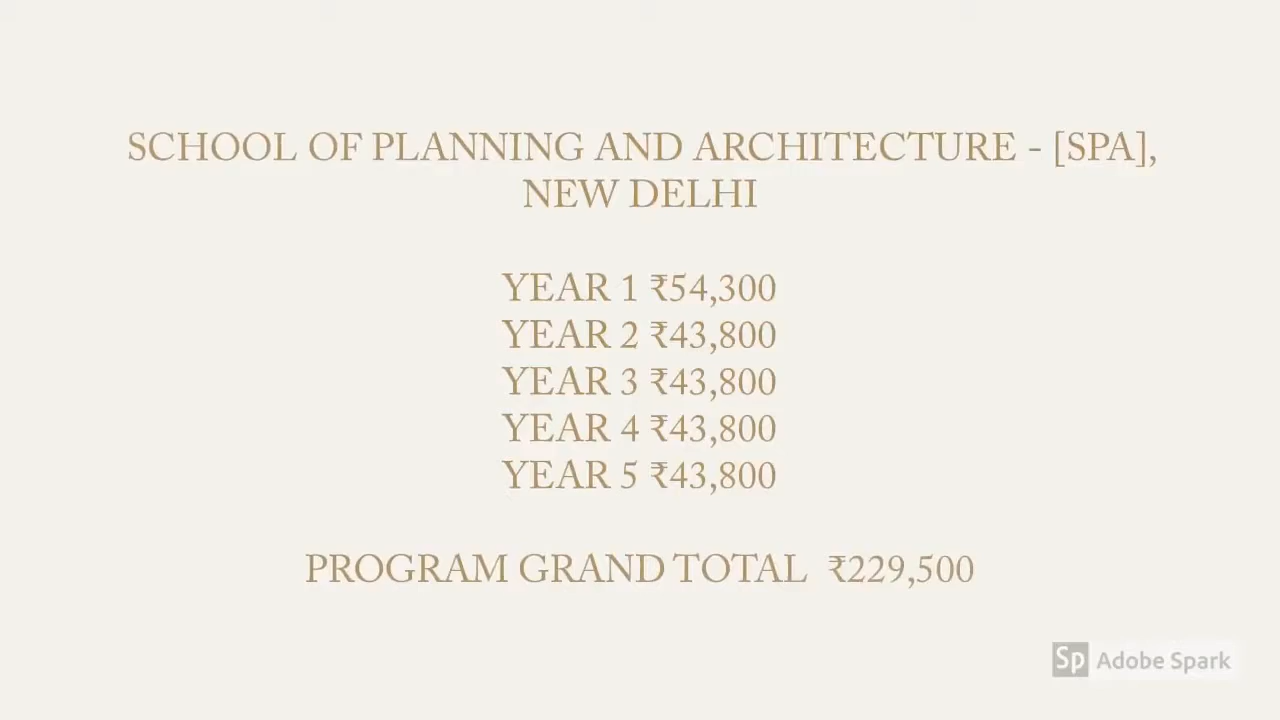 SCHOOL OF PLANNING AND ARCHITECTURE - [SPA],
NEW DELHI
YEAR 1 ₹54,300
YEAR 2 ₹43,800
YEAR 3 ₹43,800
YEAR 4 ₹43,800
YEAR 5 ₹43,800
PROGRAM GRAND TOTAL ₹229,500
Sp Adobe Spark